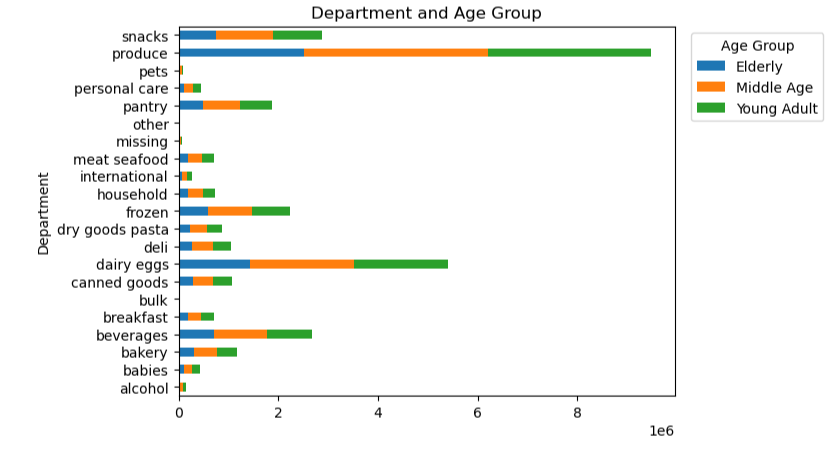 Department and Age Group
snacks
produce
pets
personal care
pantry
other
missing
meat seafood
international
household
frozen
dry goods pasta
deli
dairy eggs
canned goods
bulk
breakfast
beverages
bakery
babies
alcohol
Department
0 2 4 6 8
1e6
Age Group
Elderly
Middle Age
Young Adult